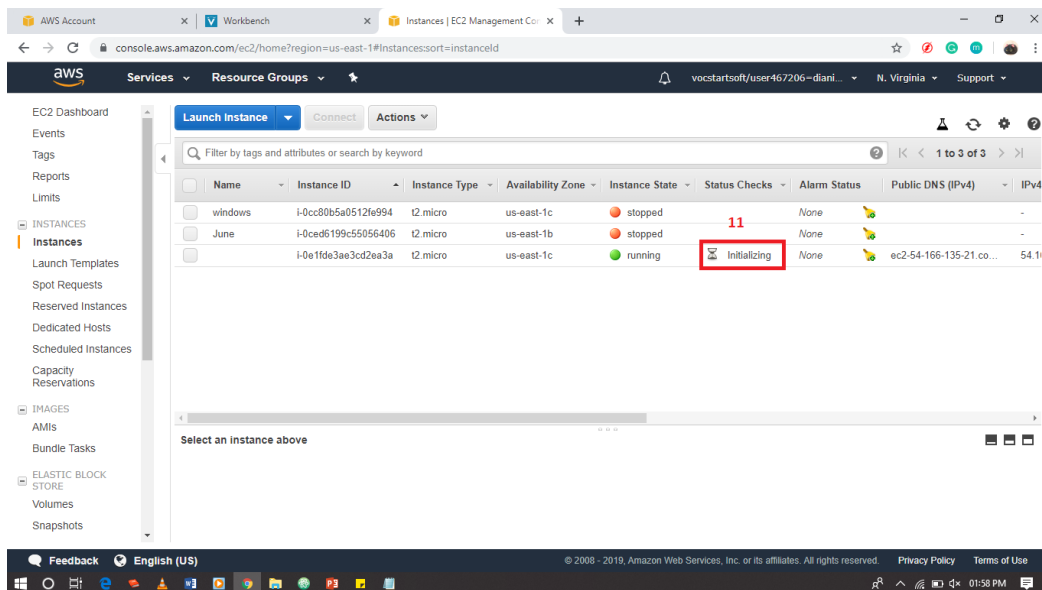 AWS Account
Workbench
Instances | EC2 Management Con
console.aws.amazon.com/ec2/home?region=us-east-1#Instances:sort=instanceId
aws
Services
Resource Groups
vocstartsoft/user467206=diani...
N. Virginia
Support
EC2 Dashboard
Events
Tags
Reports
Limits
INSTANCES
Instances
Launch Templates
Spot Requests
Reserved Instances
Dedicated Hosts
Scheduled Instances
Capacity
Reservations
IMAGES
AMIs
Bundle Tasks
ELASTIC BLOCK
STORE
Volumes
Snapshots
Launch Instance
Connect
Actions
Filter by tags and attributes or search by keyword
1 to 3 of 3
Name Instance ID Instance Type Availability Zone Instance State Status Checks Alarm Status Public DNS (IPv4) IPv4
windows i-0cc80b5a0512fe994 t2.micro us-east-1c stopped None -
11
June i-0ced6199c55056406 t2.micro us-east-1b stopped None -
i-0e1fde3ae3cd2ea3a t2.micro us-east-1c running Initializing None ec2-54-166-135-21.co...
Select an instance above
Feedback
English (US)
© 2008 - 2019, Amazon Web Services, Inc. or its affiliates. All rights reserved.
Privacy Policy
Terms of Use
01:58 PM